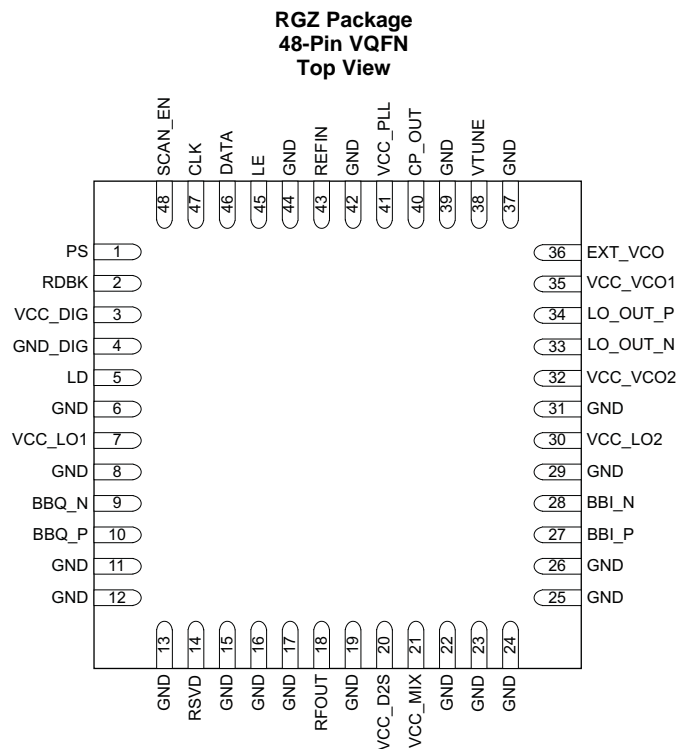 RGZ Package
48-Pin VQFN
Top View
SCAN_EN
CLK
DATA
LE
GND
REFIN
GND
VCC_PLL
CP_OUT
GND
VTUNE
GND
48
47
46
45
44
43
42
41
40
39
38
37
PS 1
RDBK 2
VCC_DIG 3
GND_DIG 4
LD 5
GND 6
VCC_LO1 7
GND 8
BBQ_N 9
BBQ_P 10
GND 11
GND 12
36 EXT_VCO
35 VCC_VCO1
34 LO_OUT_P
33 LO_OUT_N
32 VCC_VCO2
31 GND
30 VCC_LO2
29 GND
28 BBI_N
27 BBI_P
26 GND
25 GND
13
14
15
16
17
18
19
20
21
22
23
24
GND
RSVD
GND
GND
GND
RFOUT
GND
VCC_D2S
VCC_MIX
GND
GND
GND